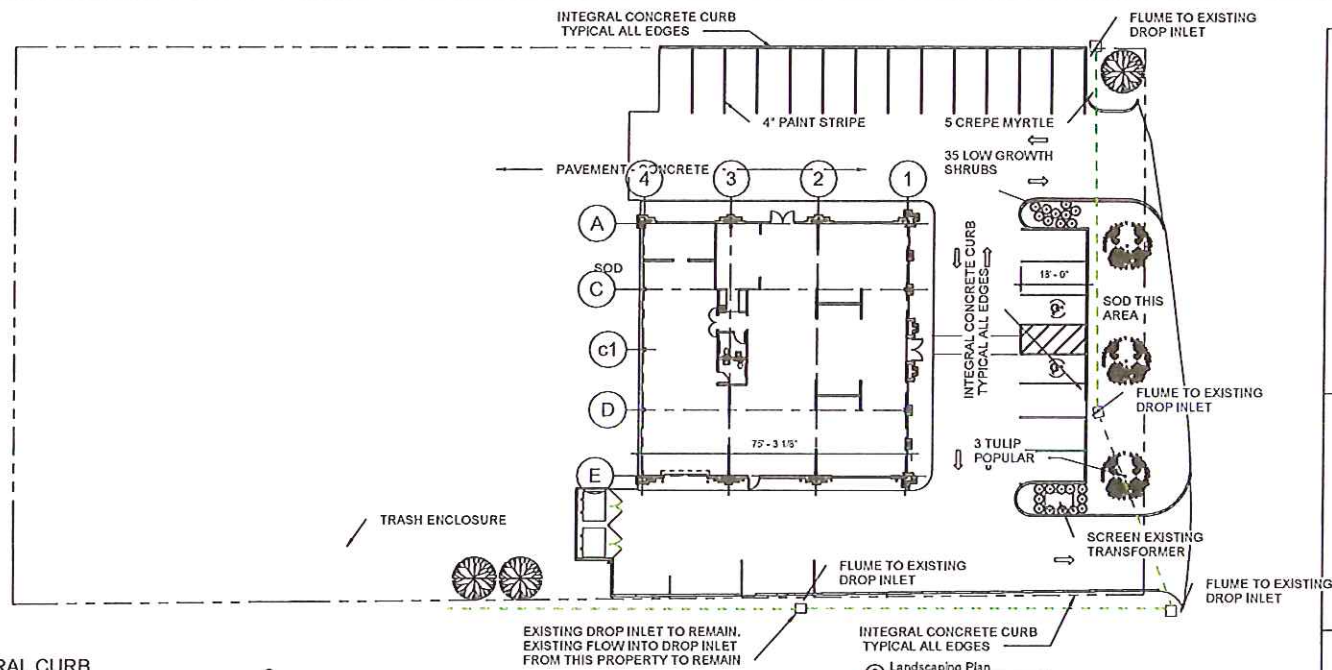 INTEGRAL CONCRETE CURB
TYPICAL ALL EDGES
FLUME TO EXISTING
DROP INLET
4" PAINT STRIPE
5 CREPE MYRTLE
35 LOW GROWTH
SHRUBS
PAVEMENT - CONCRETE
4
3
2
1
A
SOD
C
c1
D
E
INTEGRAL CONCRETE CURB
TYPICAL ALL EDGES
18' - 0"
SOD THIS
AREA
FLUME TO EXISTING
DROP INLET
75' - 3 1/8"
3 TULIP
POPULAR
TRASH ENCLOSURE
SCREEN EXISTING
TRANSFORMER
FLUME TO EXISTING
DROP INLET
FLUME TO EXISTING
DROP INLET
EXISTING DROP INLET TO REMAIN.
EXISTING FLOW INTO DROP INLET
FROM THIS PROPERTY TO REMAIN
INTEGRAL CONCRETE CURB
TYPICAL ALL EDGES
Landscaping Plan
RAL CURB